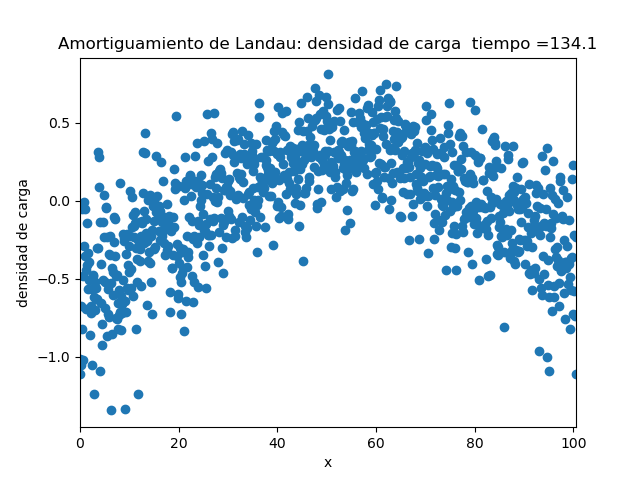 Amortiguamiento de Landau: densidad de carga  tiempo =134.1
densidad de carga
0.5
0.0
−0.5
−1.0
0 20 40 60 80 100
x